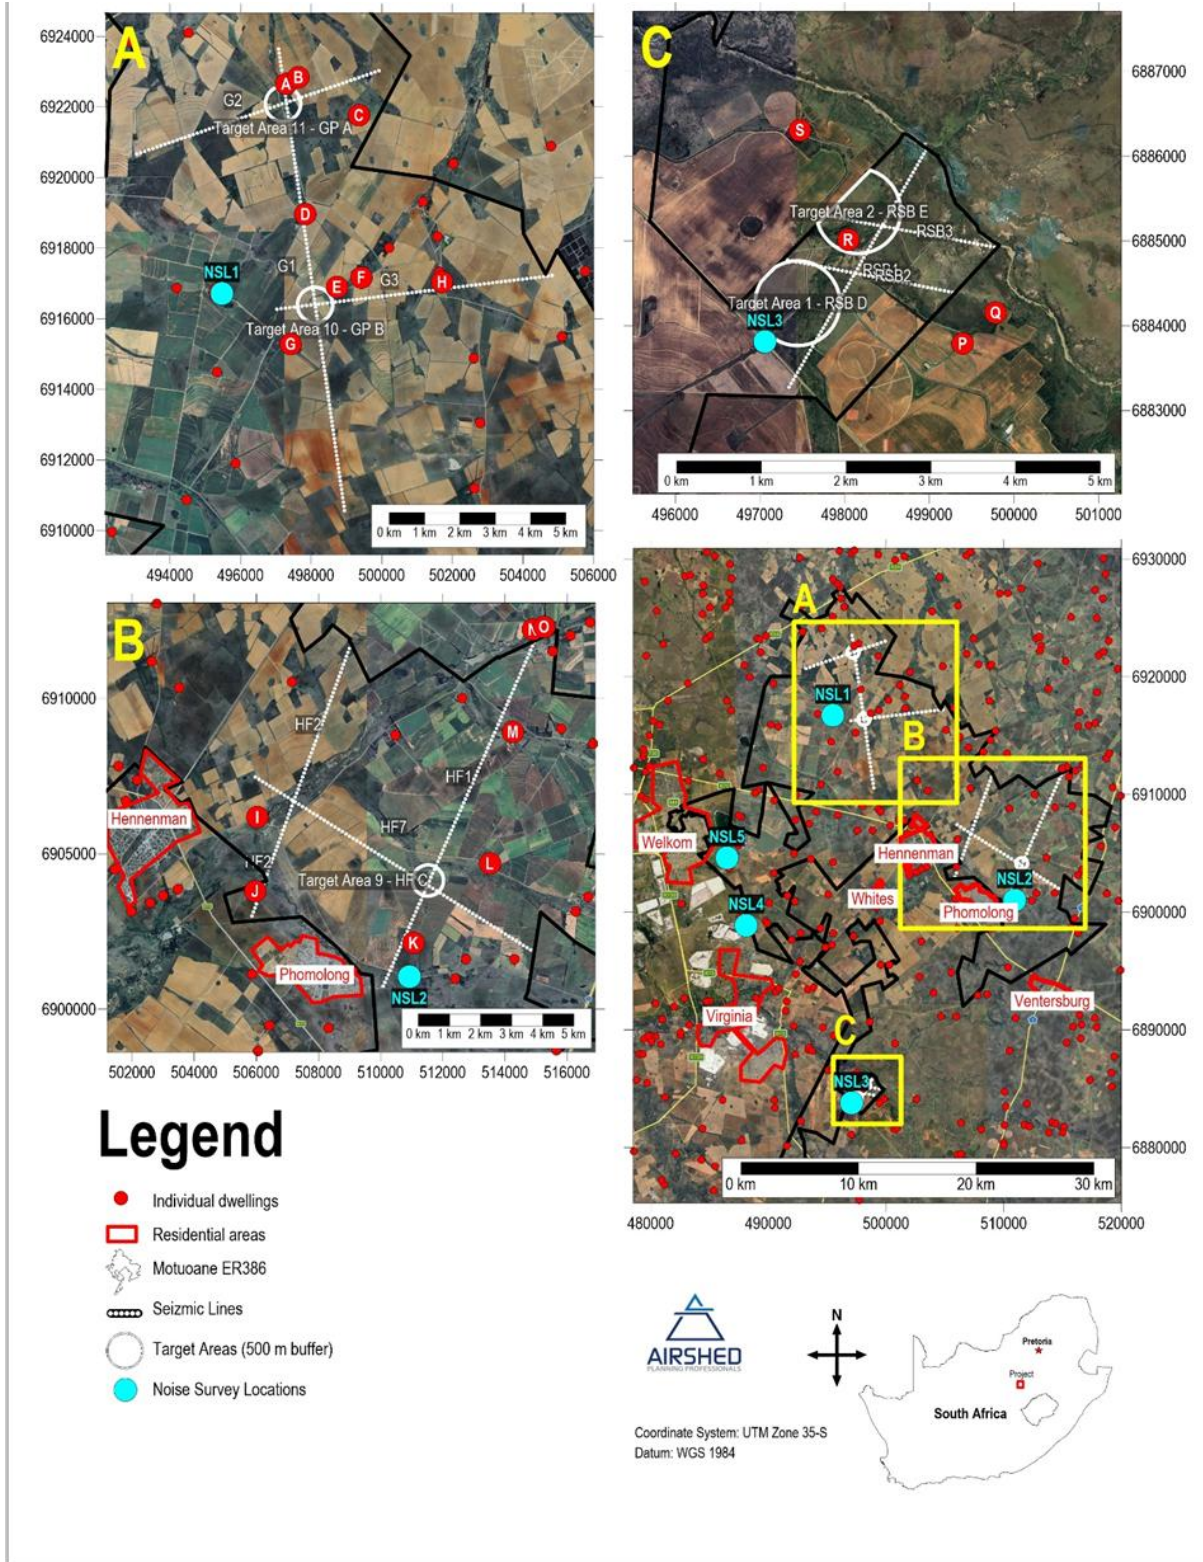 A
6924000
6922000
6920000
6918000
6916000
6914000
6912000
6910000
A
B
G2
C
Target Area 11 - GP A
D
G1
NSL1
E
F
G3
H
Target Area 10 - GP B
G
0 km
1 km
2 km
3 km
4 km
5 km
494000
496000
498000
500000
502000
504000
506000
C
6887000
6886000
6885000
6884000
6883000
S
Target Area 2 - RSB E
RSB3
R
RSB2
Target Area 1 - RSB D
NSL3
Q
P
0 km
1 km
2 km
3 km
4 km
5 km
496000
497000
498000
499000
500000
501000
B
6910000
6905000
6900000
O
HF2
M
HF1
Hennenman
I
HF7
HF2
L
J
Target Area 9 - HF C
K
Phomolong
NSL2
0 km
1 km
2 km
3 km
4 km
5 km
502000
504000
506000
508000
510000
512000
514000
516000
6930000
6920000
6910000
6900000
6890000
6880000
A
NSL1
B
Welkom
NSL5
Hennenman
NSL4
Whites
NSL2
Phomolong
Virginia
Ventersburg
C
NSL3
0 km
10 km
20 km
30 km
480000
490000
500000
510000
520000
Legend
Individual dwellings
Residential areas
Motuoane ER386
Seizmic Lines
Target Areas (500 m buffer)
Noise Survey Locations
AIRSHED
PLANNING PROFESSIONALS
N
Pretoria
Project
South Africa
Coordinate System: UTM Zone 35-S
Datum: WGS 1984